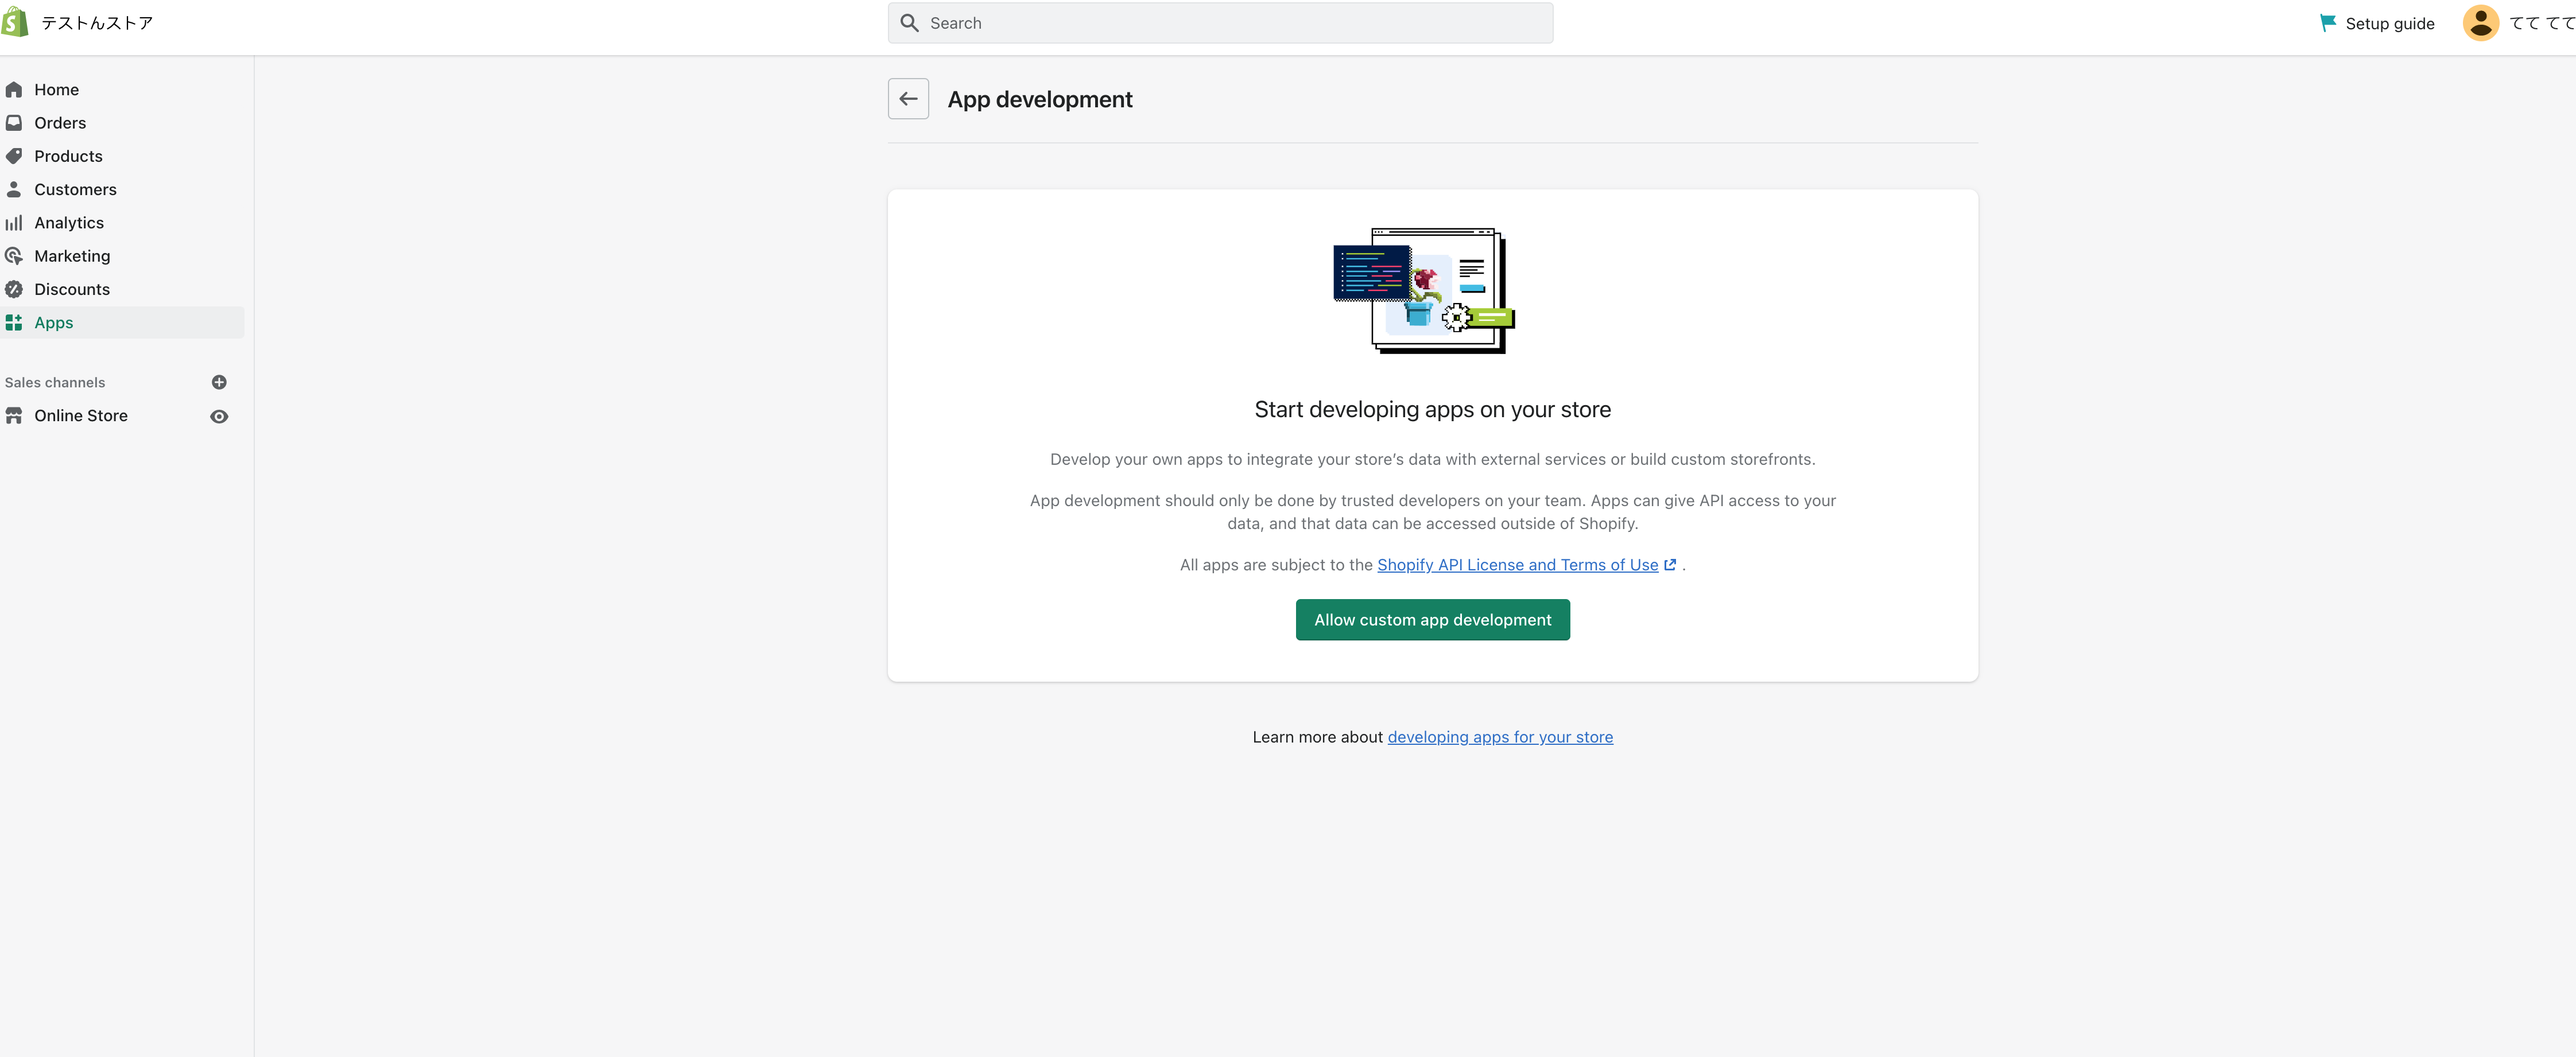 テストんストア
Search
Setup guide
てて てて
Home
Orders
Products
Customers
Analytics
Marketing
Discounts
Apps
Sales channels
Online Store
App development
Start developing apps on your store
Develop your own apps to integrate your store's data with external services or build custom storefronts.
App development should only be done by trusted developers on your team. Apps can give API access to your
data, and that data can be accessed outside of Shopify.
All apps are subject to the Shopify API License and Terms of Use .
Allow custom app development
Learn more about developing apps for your store